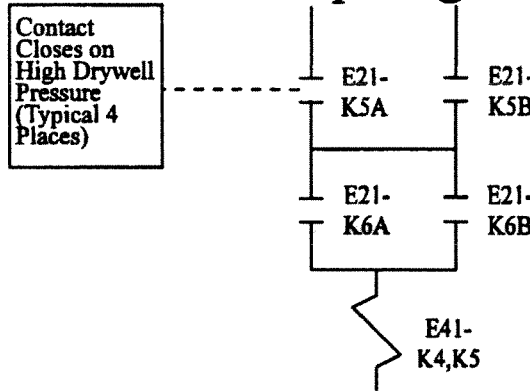 Contact
Closes on
High Drywell
Pressure
(Typical 4
Places)
E21-
K5A
E21-
K5B
E21-
K6A
E21-
K6B
E41-
K4,K5